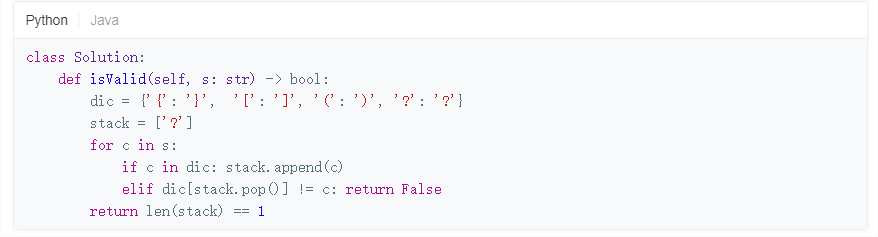 Python Java
class Solution:
    def isValid(self, s: str) -> bool:
        dic = {'{': '}',  '[': ']', '(': ')', '?': '?'}
        stack = ['?']
        for c in s:
            if c in dic: stack.append(c)
            elif dic[stack.pop()] != c: return False
        return len(stack) == 1